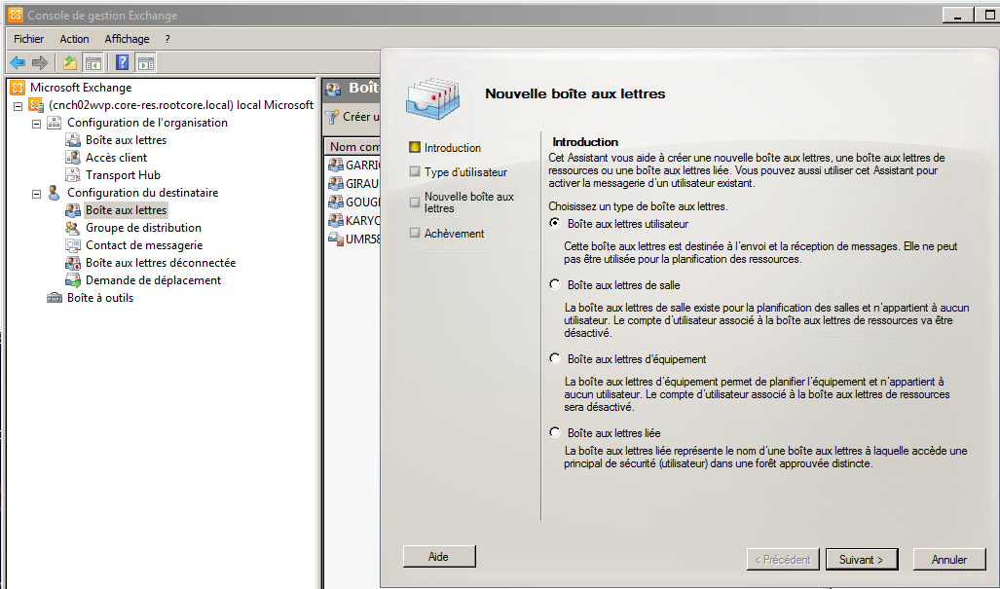 Console de gestion Exchange
Fichier Action Affichage ?
Microsoft Exchange
(cnch02wvp.core-res.rootcore.local) local Microsoft
Configuration de l'organisation
Boîte aux lettres
Accès client
Transport Hub
Configuration du destinataire
Boîte aux lettres
Groupe de distribution
Contact de messagerie
Boîte aux lettres déconnectée
Demande de déplacement
Boîte à outils
Boît
Créer u
Nom com
GARRI
GIRAU
GOUG
KARYO
UMR58
Nouvelle boîte aux lettres
Introduction
Type d'utilisateur
Nouvelle boîte aux
lettres
Achèvement
Introduction
Cet Assistant vous aide à créer une nouvelle boîte aux lettres, une boîte aux lettres de
ressources ou une boîte aux lettres liée. Vous pouvez aussi utiliser cet Assistant pour
activer la messagerie d'un utilisateur existant.
Choisissez un type de boîte aux lettres.
Boîte aux lettres utilisateur
Cette boîte aux lettres est destinée à l'envoi et la réception de messages. Elle ne peut
pas être utilisée pour la planification des ressources.
Boîte aux lettres de salle
La boîte aux lettres de salle existe pour la planification des salles et n'appartient à aucun
utilisateur. Le compte d'utilisateur associé à la boîte aux lettres de ressources va être
désactivé.
Boîte aux lettres d'équipement
La boîte aux lettres d'équipement permet de planifier l'équipement et n'appartient à
aucun utilisateur. Le compte d'utilisateur associé à la boîte aux lettres de ressources
sera désactivé.
Boîte aux lettres liée
La boîte aux lettres liée représente le nom d'une boîte aux lettres à laquelle accède une
principal de sécurité (utilisateur) dans une forêt approuvée distincte.
Aide
< Précédent
Suivant >
Annuler